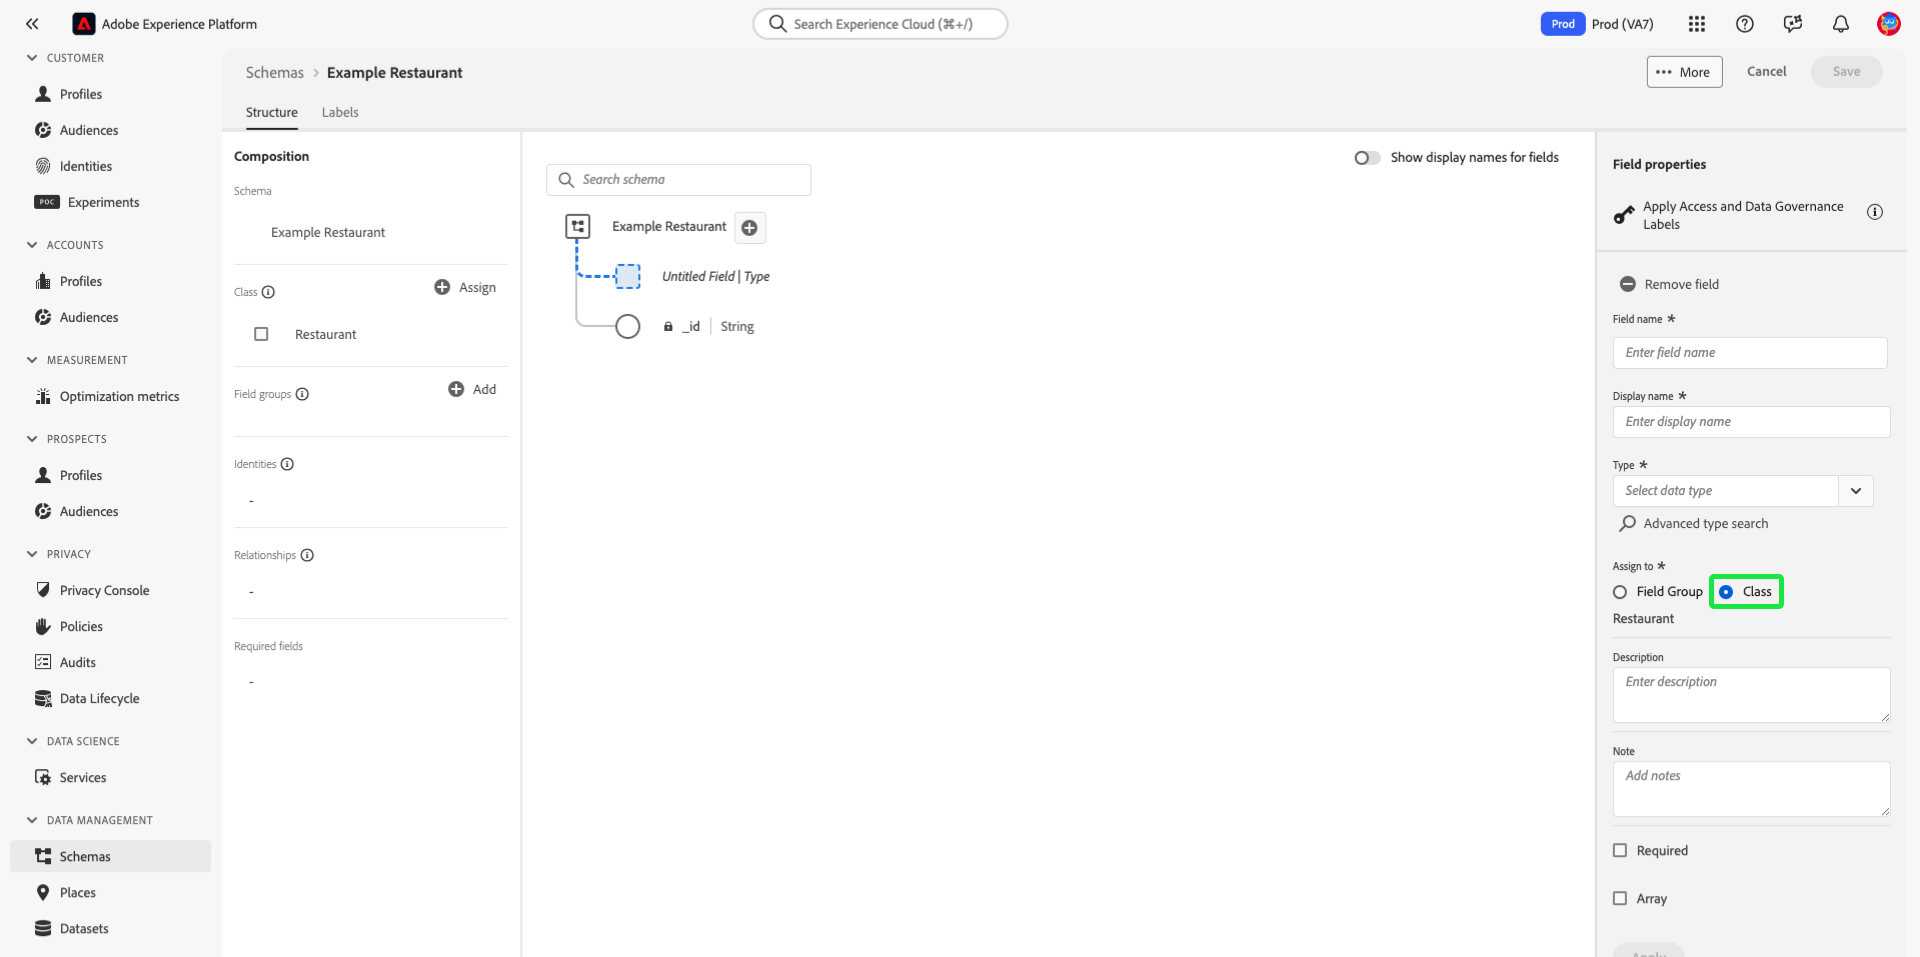 Adobe Experience Platform
Search Experience Cloud (⌘+/)
Prod Prod (VA7)
CUSTOMER
Profiles
Audiences
Identities
POC Experiments
ACCOUNTS
Profiles
Audiences
MEASUREMENT
Optimization metrics
PROSPECTS
Profiles
Audiences
PRIVACY
Privacy Console
Policies
Audits
Data Lifecycle
DATA SCIENCE
Services
DATA MANAGEMENT
Schemas
Places
Datasets
Schemas > Example Restaurant
••• More Cancel Save
Structure Labels
Composition
Schema
Example Restaurant
Class Assign
Restaurant
Field groups Add
Identities
-
Relationships
-
Required fields
-
Show display names for fields
Search schema
Example Restaurant
Untitled Field | Type
_id | String
Field properties
Apply Access and Data Governance
Labels
Remove field
Field name *
Enter field name
Display name *
Enter display name
Type *
Select data type
Advanced type search
Assign to *
Field Group Class
Restaurant
Description
Enter description
Note
Add notes
Required
Array
Apply